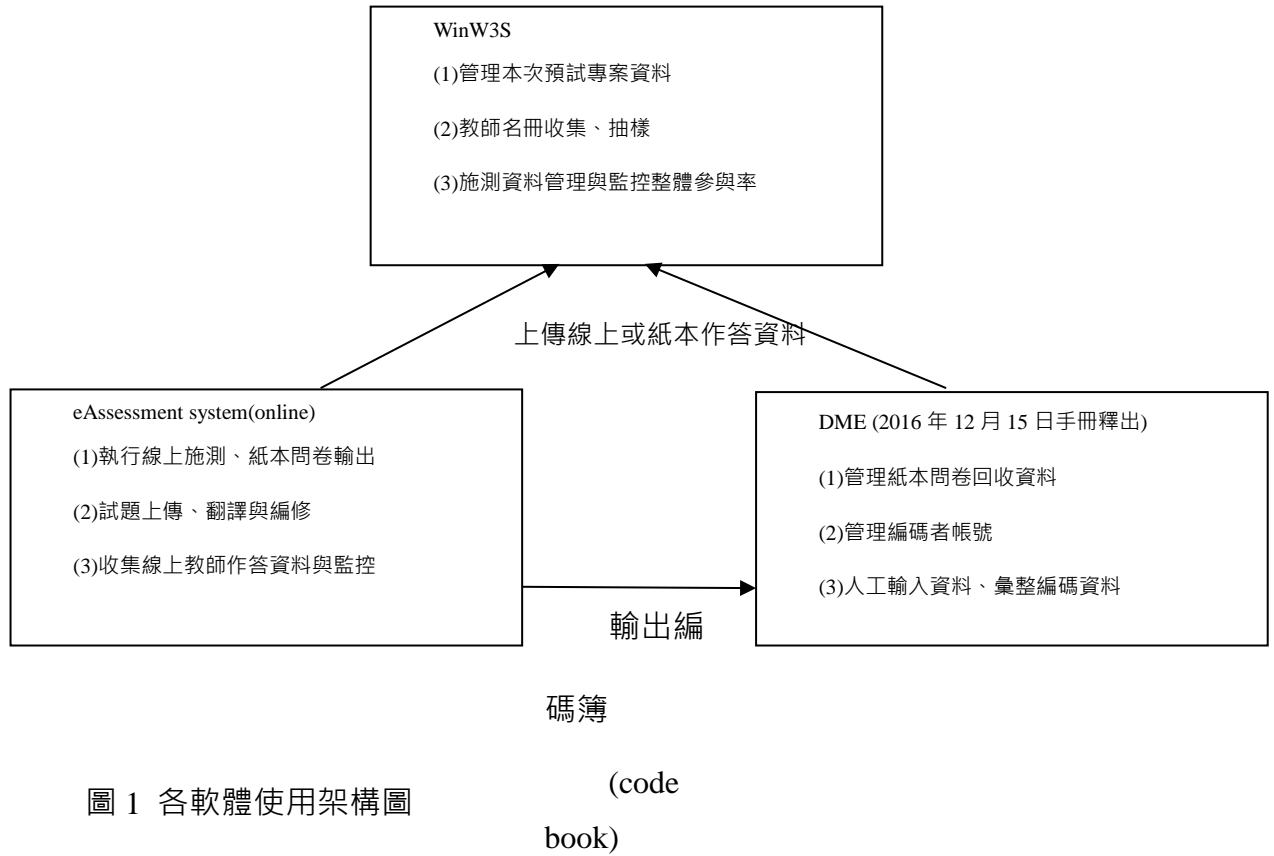 WinW3S
(1)管理本次預試專案資料
(2)教師名冊收集、抽樣
(3)施測資料管理與監控整體參與率
上傳線上或紙本作答資料
eAssessment system(online)
(1)執行線上施測、紙本問卷輸出
(2)試題上傳、翻譯與編修
(3)收集線上教師作答資料與監控
DME (2016 年 12 月 15 日手冊釋出)
(1)管理紙本問卷回收資料
(2)管理編碼者帳號
(3)人工輸入資料、彙整編碼資料
輸出編
碼簿
(code
book)
圖 1 各軟體使用架構圖